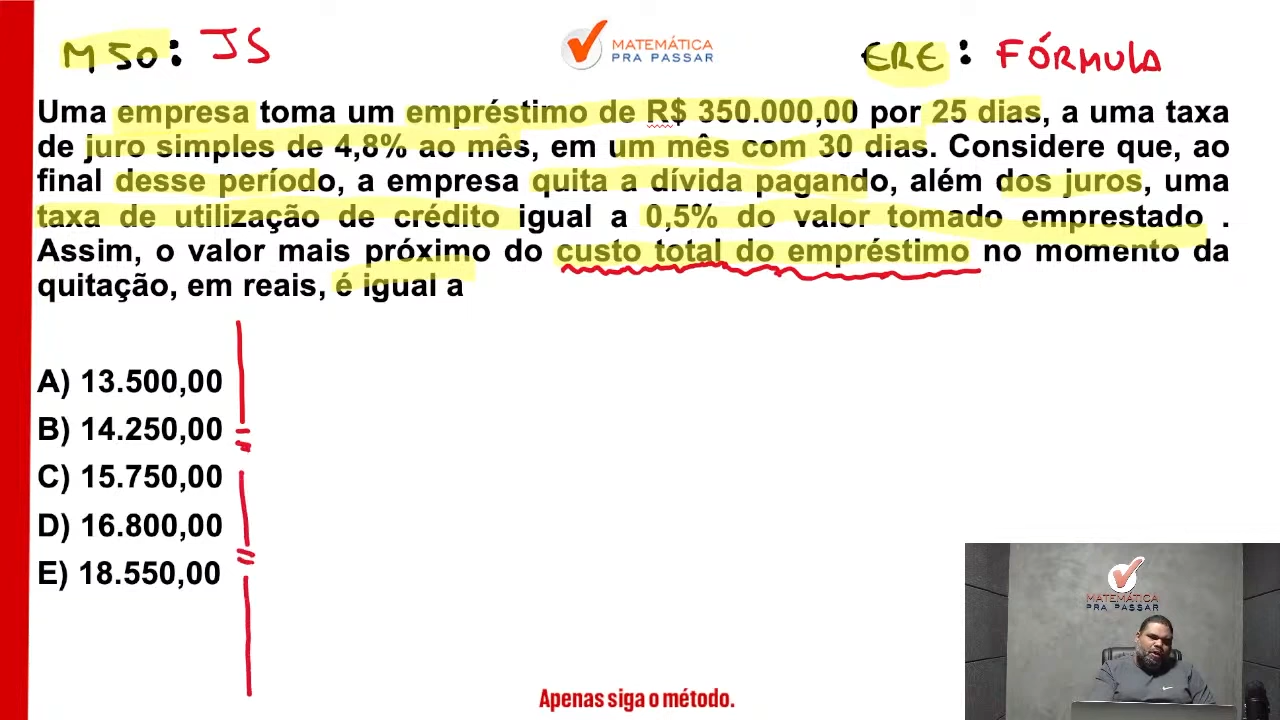 M50: JS
MATEMÁTICA
PRA PASSAR
ERE: FÓRMULA
Uma empresa toma um empréstimo de R$ 350.000,00 por 25 dias, a uma taxa
de juro simples de 4,8% ao mês, em um mês com 30 dias. Considere que, ao
final desse período, a empresa quita a dívida pagando, além dos juros, uma
taxa de utilização de crédito igual a 0,5% do valor tomado emprestado .
Assim, o valor mais próximo do custo total do empréstimo no momento da
quitação, em reais, é igual a
A) 13.500,00
B) 14.250,00
C) 15.750,00
D) 16.800,00
E) 18.550,00
MATEMÁTICA
PRA PASSAR
Apenas siga o método.